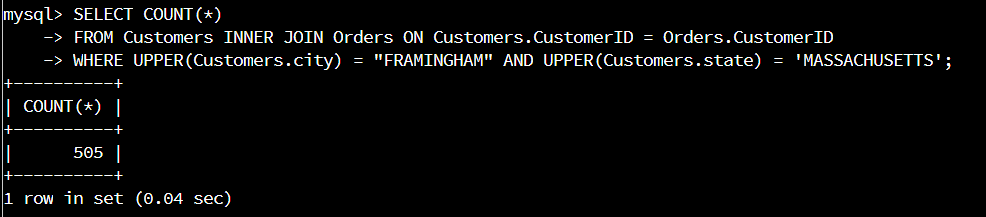 mysql> SELECT COUNT(*)
    -> FROM Customers INNER JOIN Orders ON Customers.CustomerID = Orders.CustomerID
    -> WHERE UPPER(Customers.city) = "FRAMINGHAM" AND UPPER(Customers.state) = 'MASSACHUSETTS';
+----------+
| COUNT(*) |
+----------+
|      505 |
+----------+
1 row in set (0.04 sec)